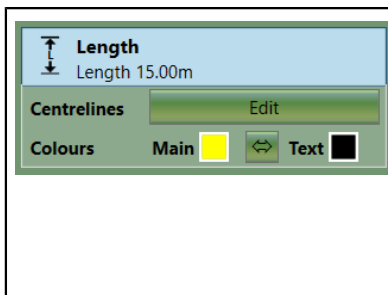 L
Length
Length 15.00m
Centrelines Edit
Colours Main Text